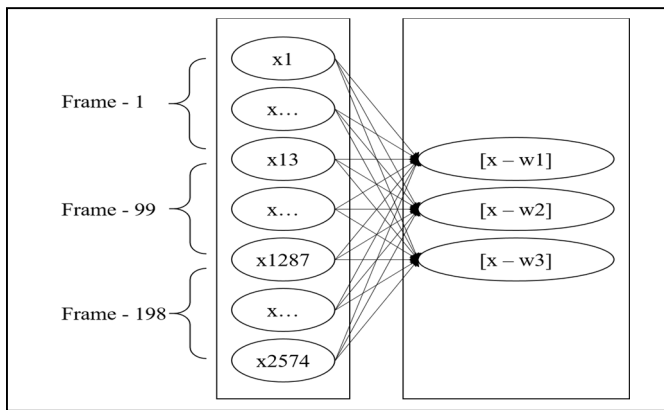 x1
x…
Frame - 1
x13
[x – w1]
x…
[x – w2]
Frame - 99
x1287
[x – w3]
x…
Frame - 198
x2574